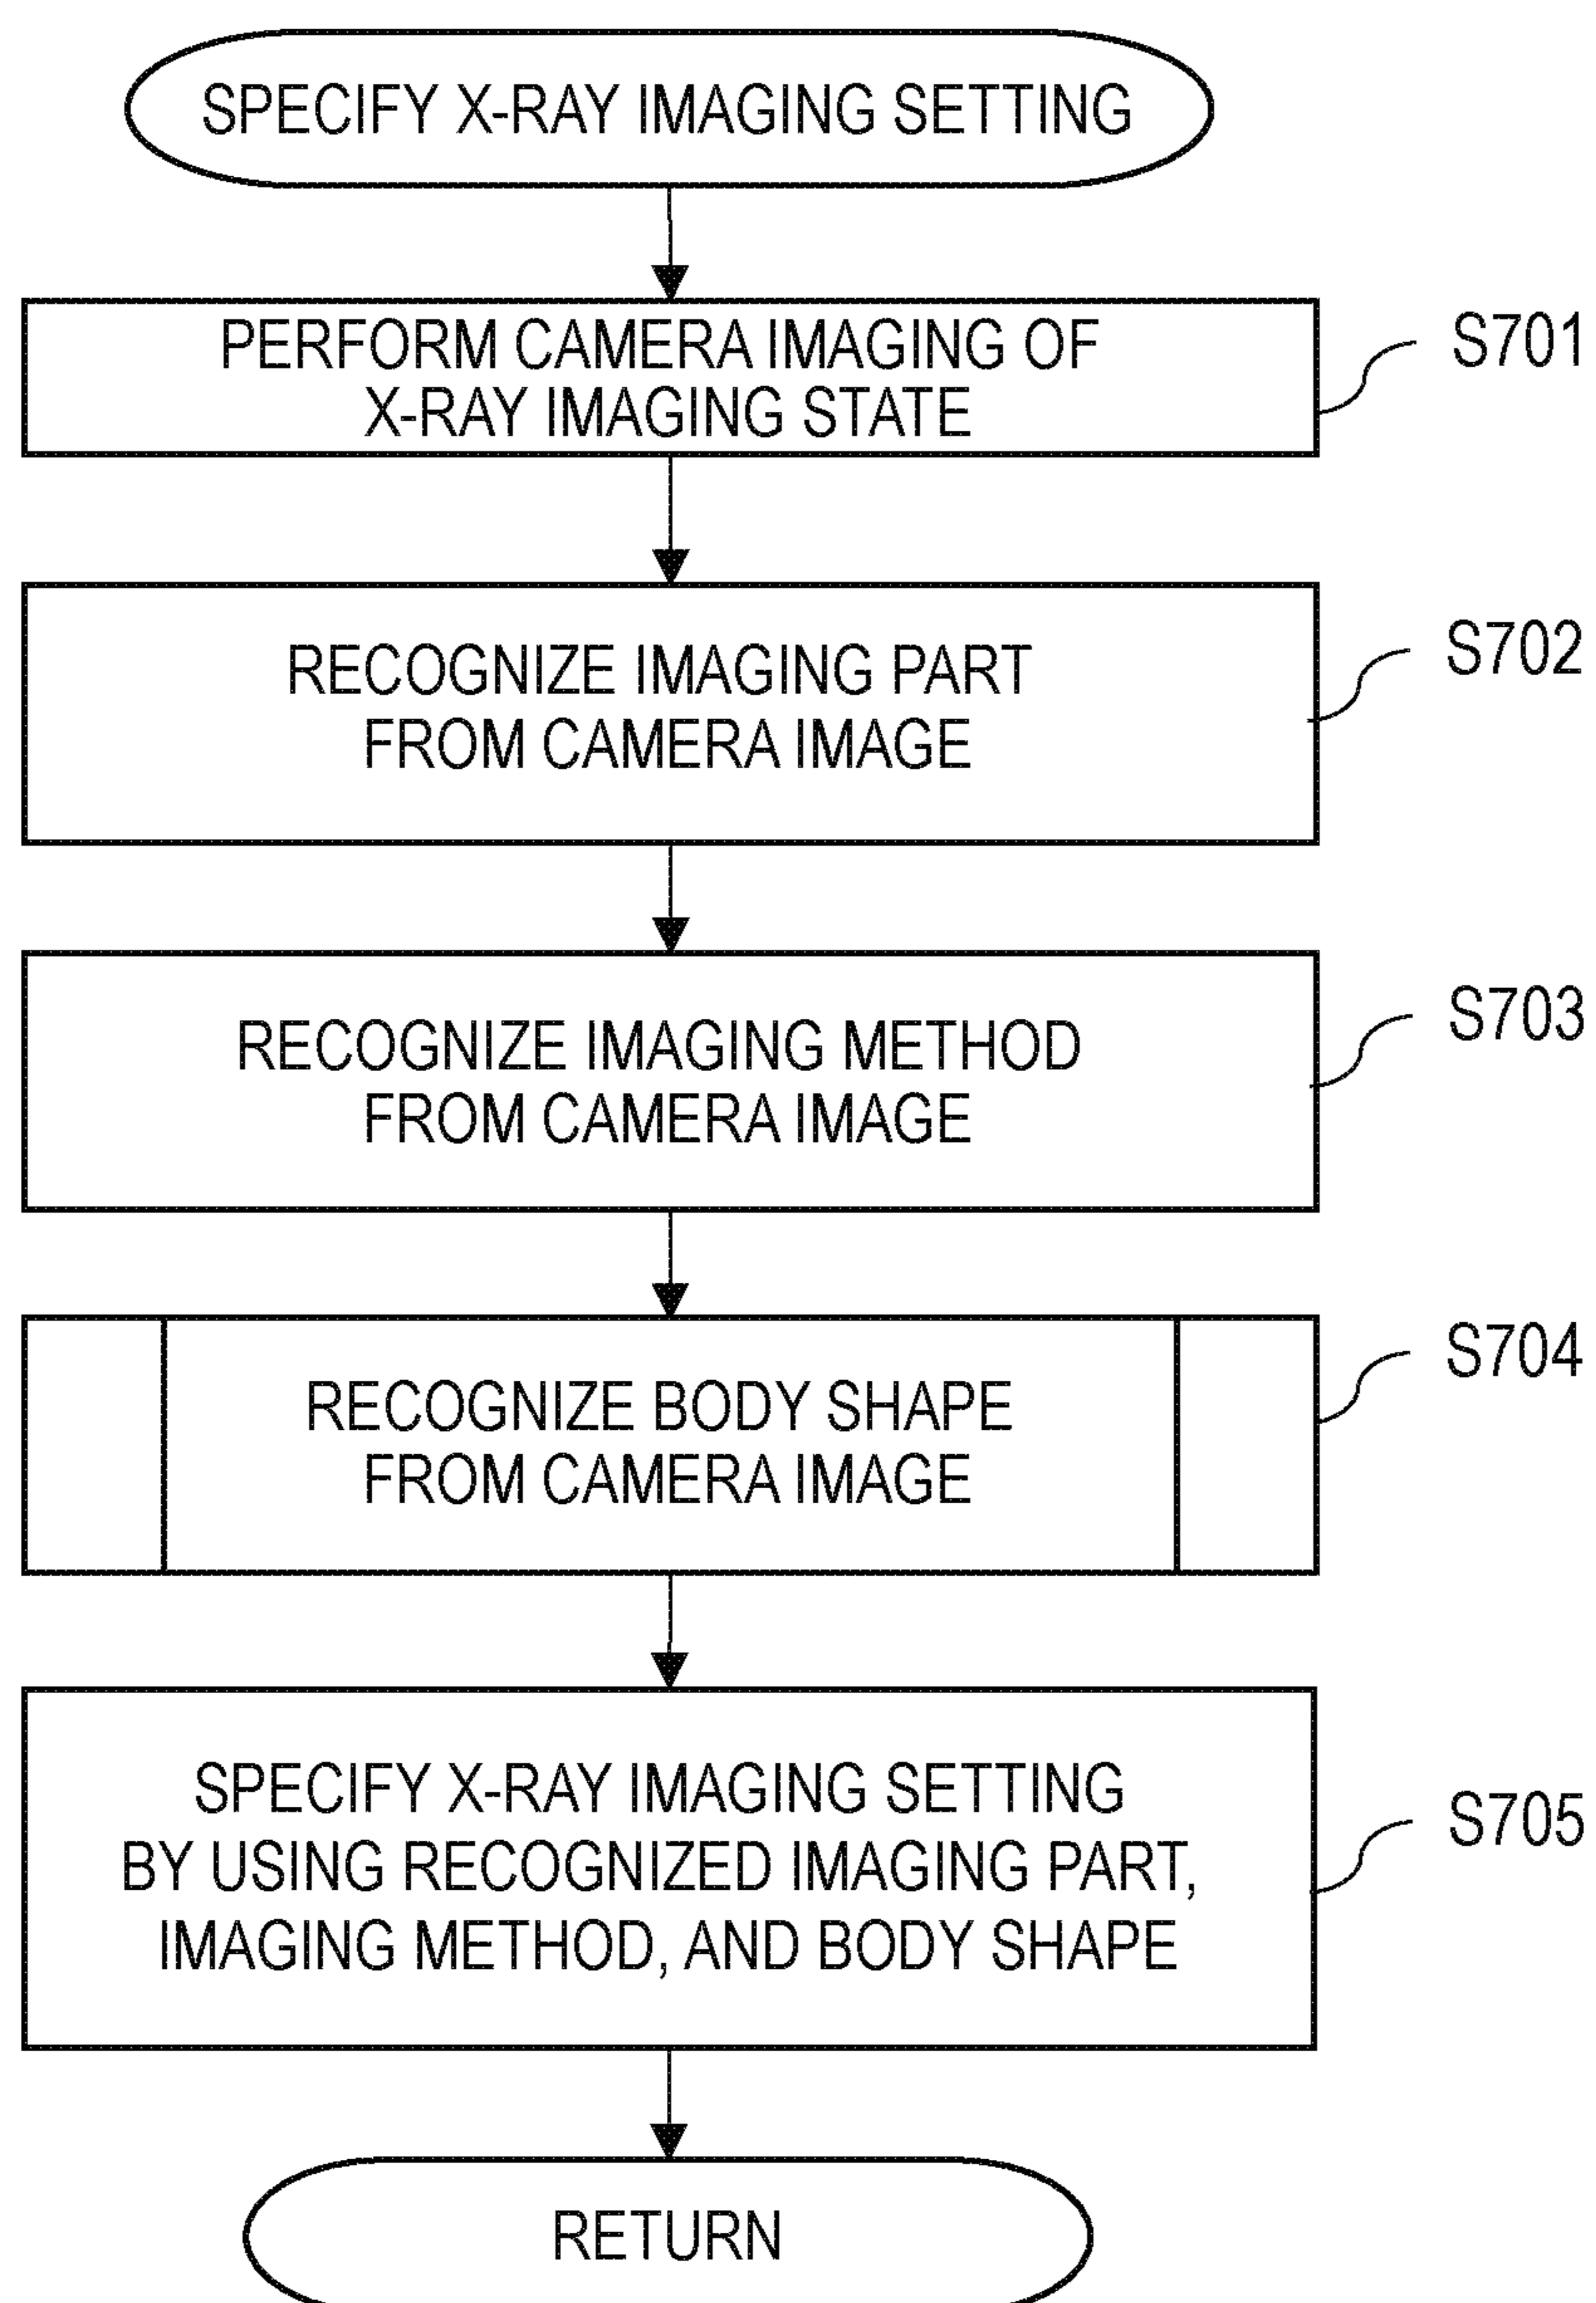 SPECIFY X-RAY IMAGING SETTING
PERFORM CAMERA IMAGING OF
X-RAY IMAGING STATE
S701
RECOGNIZE IMAGING PART
FROM CAMERA IMAGE
S702
RECOGNIZE IMAGING METHOD
FROM CAMERA IMAGE
S703
RECOGNIZE BODY SHAPE
FROM CAMERA IMAGE
S704
SPECIFY X-RAY IMAGING SETTING
BY USING RECOGNIZED IMAGING PART,
IMAGING METHOD, AND BODY SHAPE
S705
RETURN